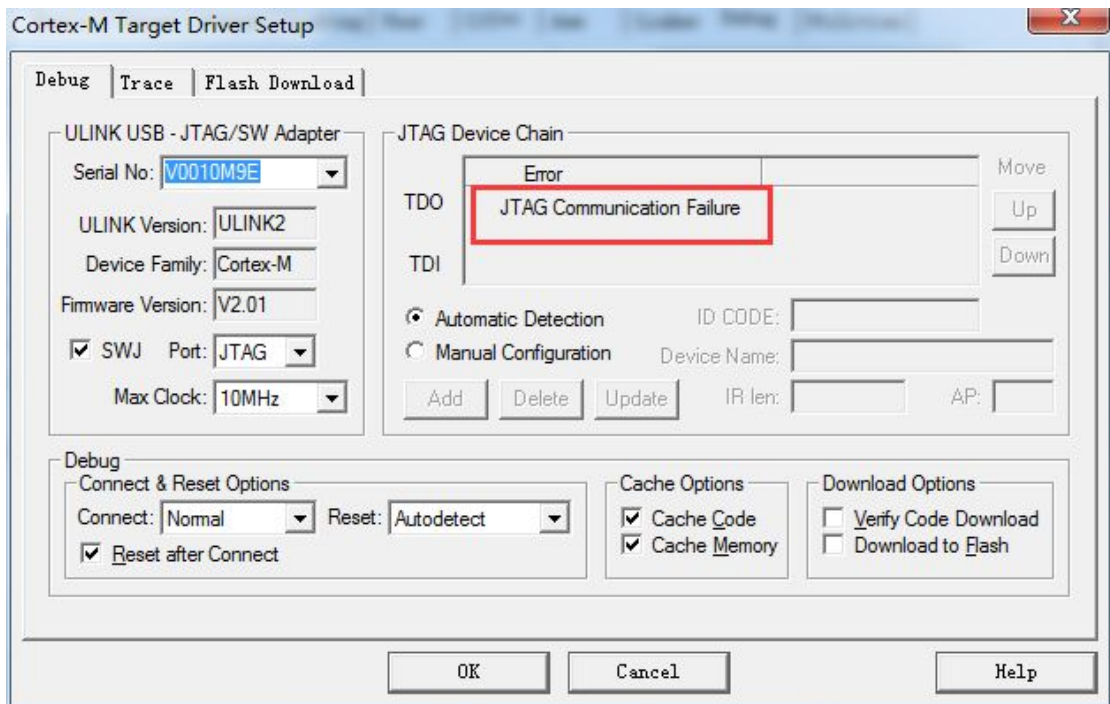 Cortex-M Target Driver Setup
Debug Trace Flash Download
ULINK USB - JTAG/SW Adapter
Serial No: V0010M9E
ULINK Version: ULINK2
Device Family: Cortex-M
Firmware Version: V2.01
SWJ Port: JTAG
Max Clock: 10MHz
JTAG Device Chain
Error
TDO JTAG Communication Failure
TDI
Move
Up
Down
Automatic Detection ID CODE:
Manual Configuration Device Name:
Add Delete Update IR len: AP:
Debug
Connect & Reset Options
Connect: Normal Reset: Autodetect
Reset after Connect
Cache Options
Cache Code
Cache Memory
Download Options
Verify Code Download
Download to Flash
OK Cancel Help